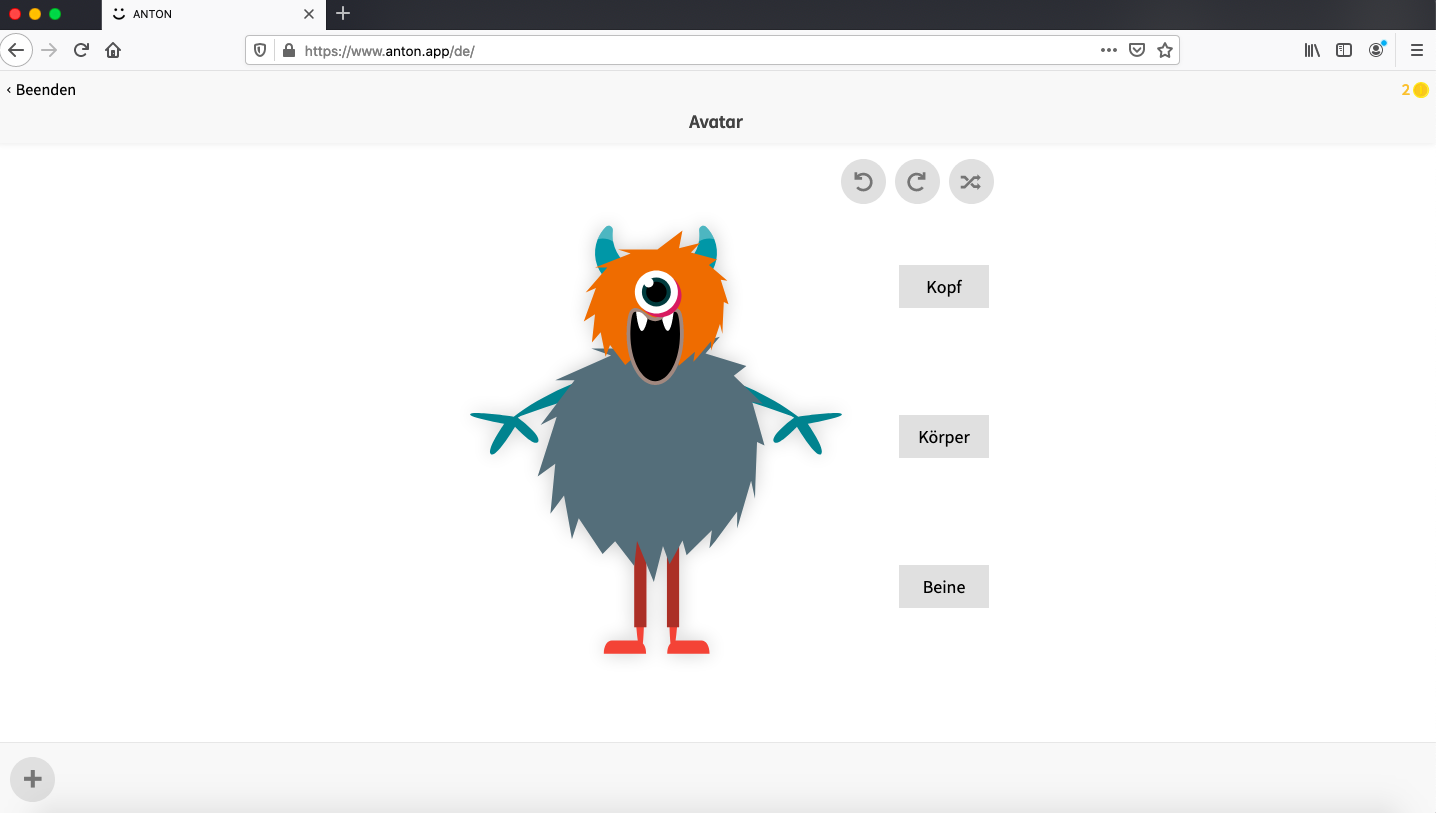 ANTON
https://www.anton.app/de/
‹ Beenden
2
Avatar
Kopf
Körper
Beine